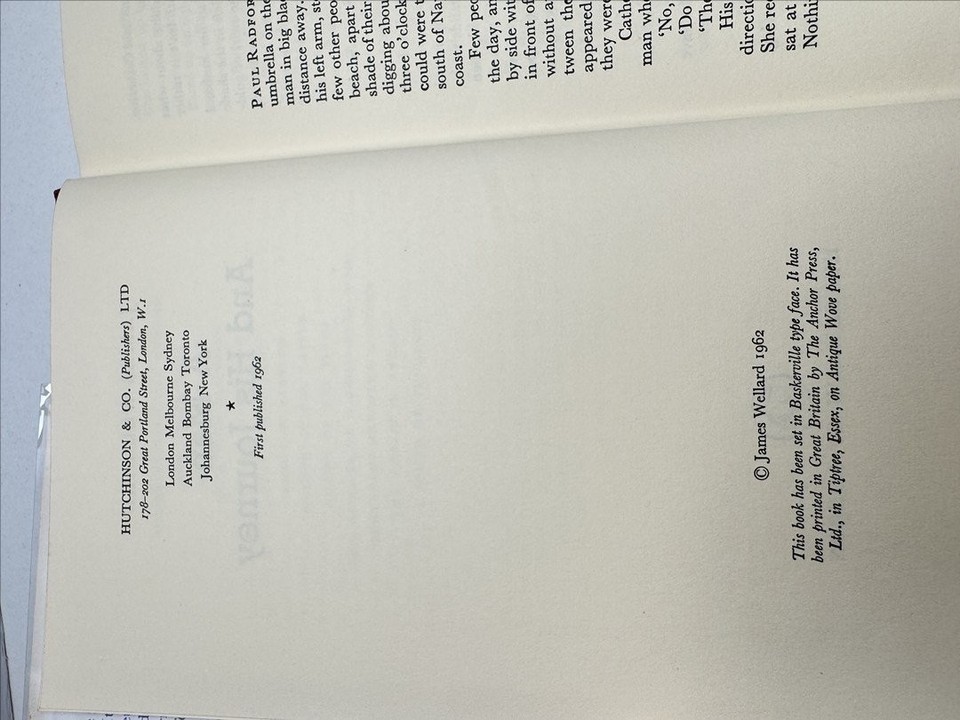 HUTCHINSON & CO. (Publishers) LTD
178–202 Great Portland Street, London, W.1
London Melbourne Sydney
Auckland Bombay Toronto
Johannesburg New York
★
First published 1962
© James Wellard 1962
This book has been set in Baskerville type face. It has
been printed in Great Britain by The Anchor Press,
Ltd., in Tiptree, Essex, on Antique Wove paper.
PAUL RADFOR
umbrella on the
man in big bla
distance away.
his left arm, st
few other peo
beach, apart
shade of their
digging abou
three o'clock
could were t
south of Na
coast.
Few peo
the day, an
by side wit
in front of
without a
tween the
appeared
they were
Cathe
man wh
'No,
'Do
'The
His
directi
She re
sat at
Nothi